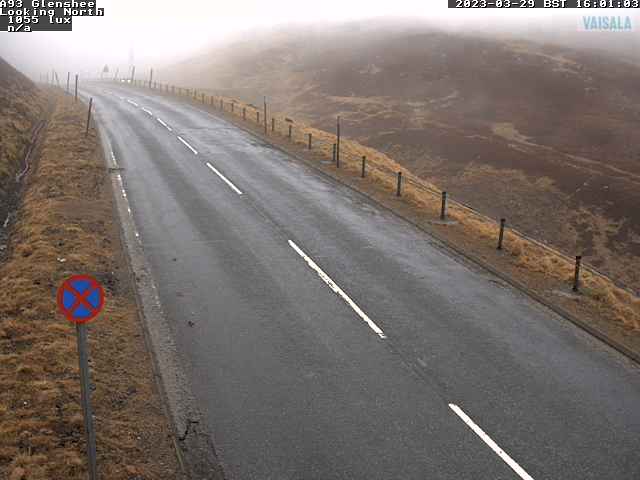 A93 Glenshee
Looking North
1055 lux
n/a
2023-03-29 BST 16:01:03
VAISALA